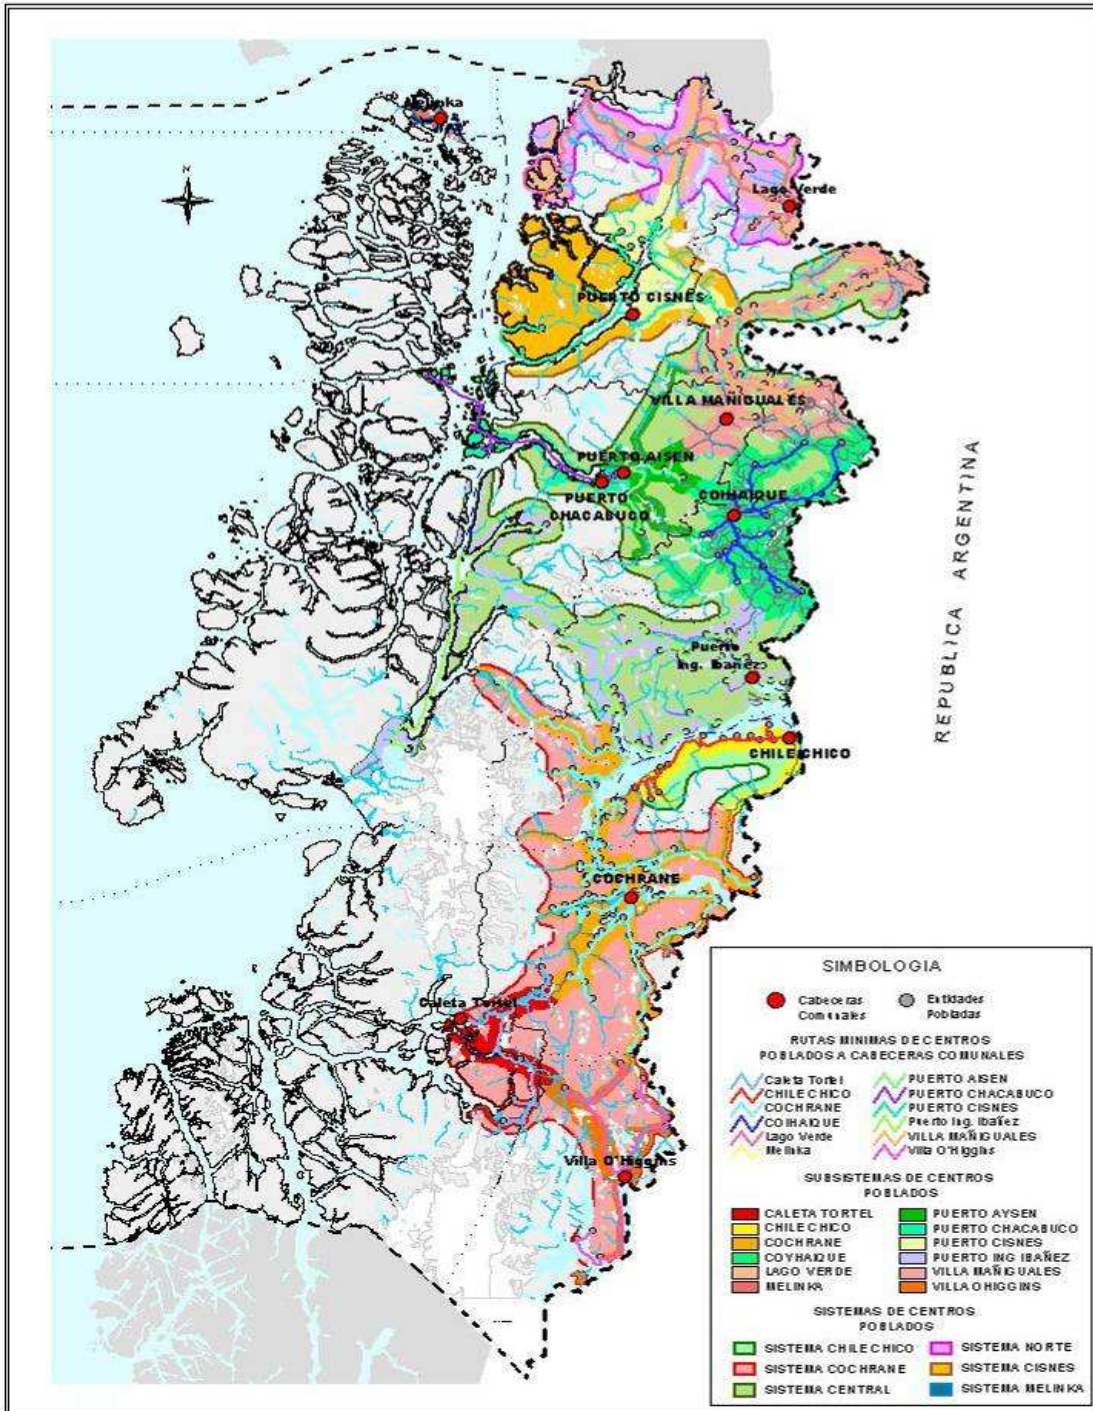 Melinka
N
Lago Verde
PUERTO CISNES
VILLA MAÑIGUALES
PUERTO AISEN
PUERTO
CHACABUCO
COIHAIQUE
REPUBLICA ARGENTINA
Puerto
Ing. Ibañez
CHILE CHICO
COCHRANE
Caleta Tortel
Villa O'Higgins
SIMBOLOGIA
Cabeceras
Comunales
Entidades
Pobladas
RUTAS MINIMAS DE CENTROS
POBLADOS A CABECERAS COMUNALES
Caleta Tortel
CHILE CHICO
COCHRANE
COIHAIQUE
Lago Verde
Melinka
PUERTO AISEN
PUERTO CHACABUCO
PUERTO CISNES
Puerto Ing. Ibañez
VILLA MAÑIGUALES
Villa O'Higgins
SUBSISTEMAS DE CENTROS
POBLADOS
CALETA TORTEL
CHILE CHICO
COCHRANE
COYHAIQUE
LAGO VERDE
MELINKA
PUERTO AYSEN
PUERTO CHACABUCO
PUERTO CISNES
PUERTO ING IBAÑEZ
VILLA MAÑIGUALES
VILLA OHIGGINS
SISTEMAS DE CENTROS
POBLADOS
SISTEMA CHILE CHICO
SISTEMA COCHRANE
SISTEMA CENTRAL
SISTEMA NORTE
SISTEMA CISNES
SISTEMA MELINKA